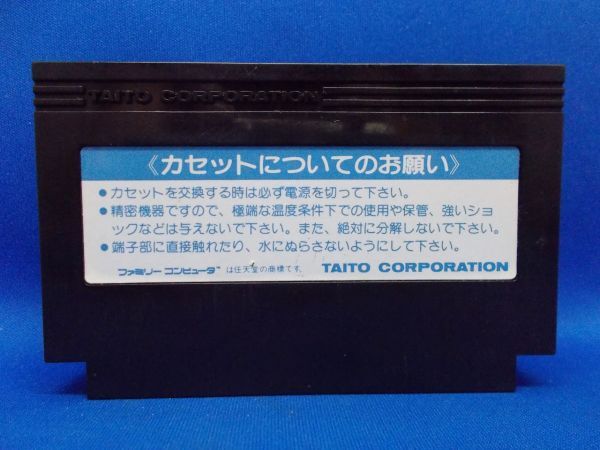 TAITO CORPORATION
《カセットについてのお願い》
●カセットを交換する時は必ず電源を切って下さい。
●精密機器ですので、極端な温度条件下での使用や保管、強いショ
ックなどは与えないで下さい。また、絶対に分解しないで下さい。
●端子部に直接触れたり、水にぬらさないようにして下さい。
ファミリーコンピュータ™は任天堂の商標です。 TAITO CORPORATION